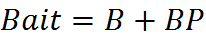 Bait = B + BP